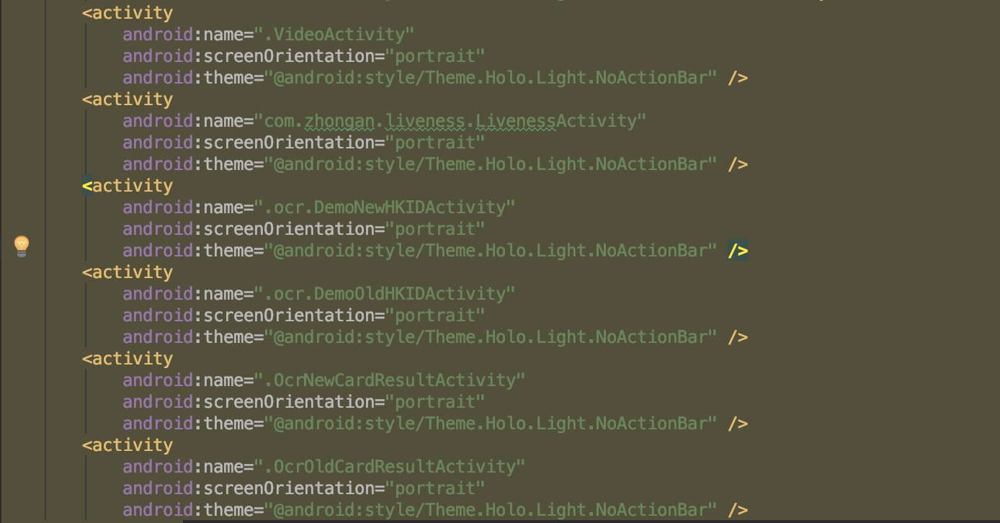 <activity
android:name=".VideoActivity"
android:screenOrientation="portrait"
android:theme="@android:style/Theme.Holo.Light.NoActionBar" />
<activity
android:name="com.zhongan.liveness.LivenessActivity"
android:screenOrientation="portrait"
android:theme="@android:style/Theme.Holo.Light.NoActionBar" />
<activity
android:name=".ocr.DemoNewHKIDActivity"
android:screenOrientation="portrait"
android:theme="@android:style/Theme.Holo.Light.NoActionBar" />
<activity
android:name=".ocr.DemoOldHKIDActivity"
android:screenOrientation="portrait"
android:theme="@android:style/Theme.Holo.Light.NoActionBar" />
<activity
android:name=".OcrNewCardResultActivity"
android:screenOrientation="portrait"
android:theme="@android:style/Theme.Holo.Light.NoActionBar" />
<activity
android:name=".OcrOldCardResultActivity"
android:screenOrientation="portrait"
android:theme="@android:style/Theme.Holo.Light.NoActionBar" />